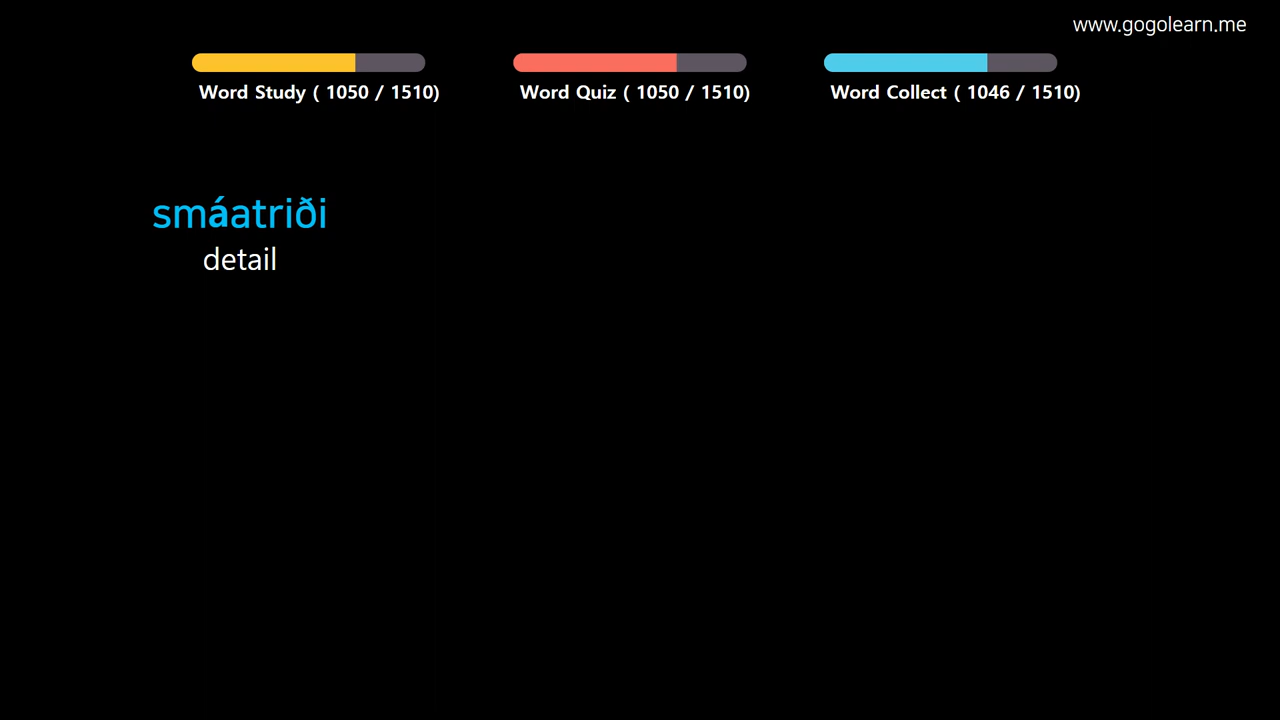 www.gogolearn.me
Word Study ( 1050 / 1510)
Word Quiz ( 1050 / 1510)
Word Collect ( 1046 / 1510)
smáatriði
detail